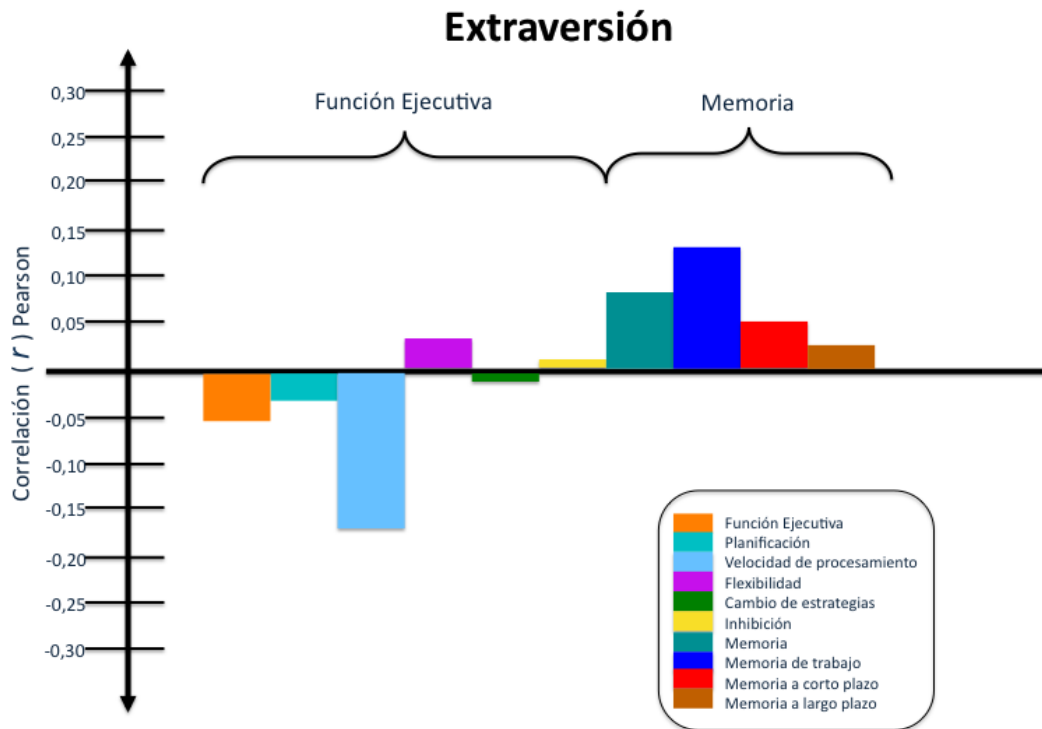 Extraversión
Función Ejecutiva
Memoria
0,30
0,25
0,20
0,15
0,10
0,05
-0,05
-0,10
-0,15
-0,20
-0,25
-0,30
Correlación ( r ) Pearson
Función Ejecutiva
Planificación
Velocidad de procesamiento
Flexibilidad
Cambio de estrategias
Inhibición
Memoria
Memoria de trabajo
Memoria a corto plazo
Memoria a largo plazo